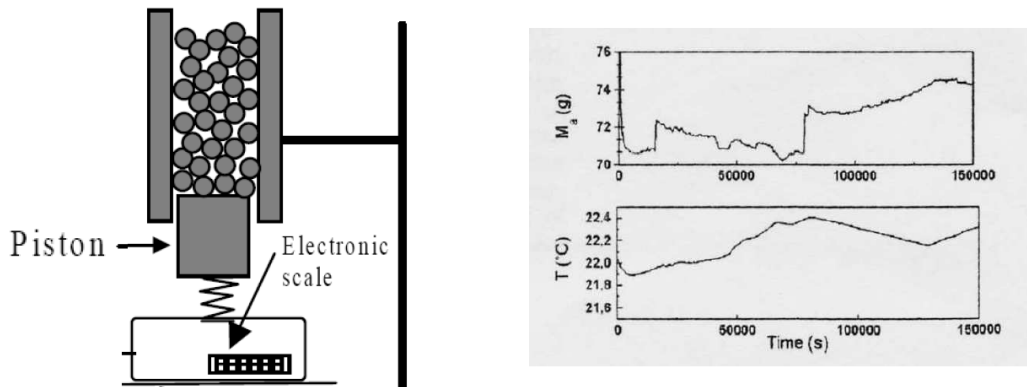 Piston
Electronic
scale
76
74
72
70
M a (g)
0 50000 100000 150000
22,4
22,2
22,0
21,8
21,6
T (°C)
0 50000 100000 150000
Time (s)